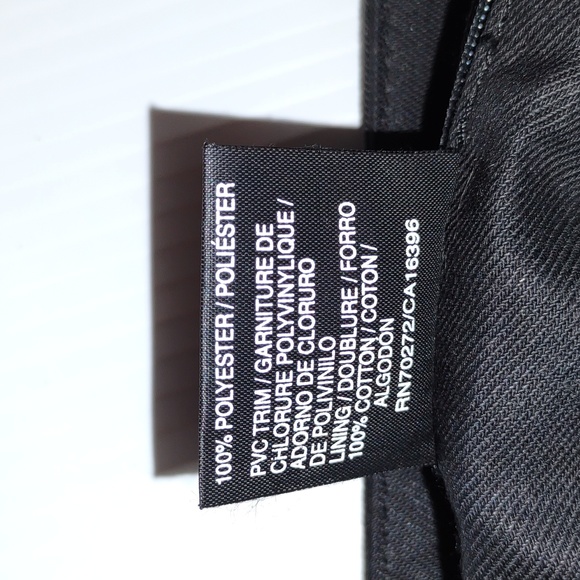 100% POLYESTER / POLIÉSTER
PVC TRIM / GARNITURE DE
CHLORURE POLYVINYLIQUE /
ADORNO DE CLORURO
DE POLIVINILO
LINING / DOUBLURE / FORRO
100% COTTON / COTON /
ALGODÓN
RN70272/CA16396